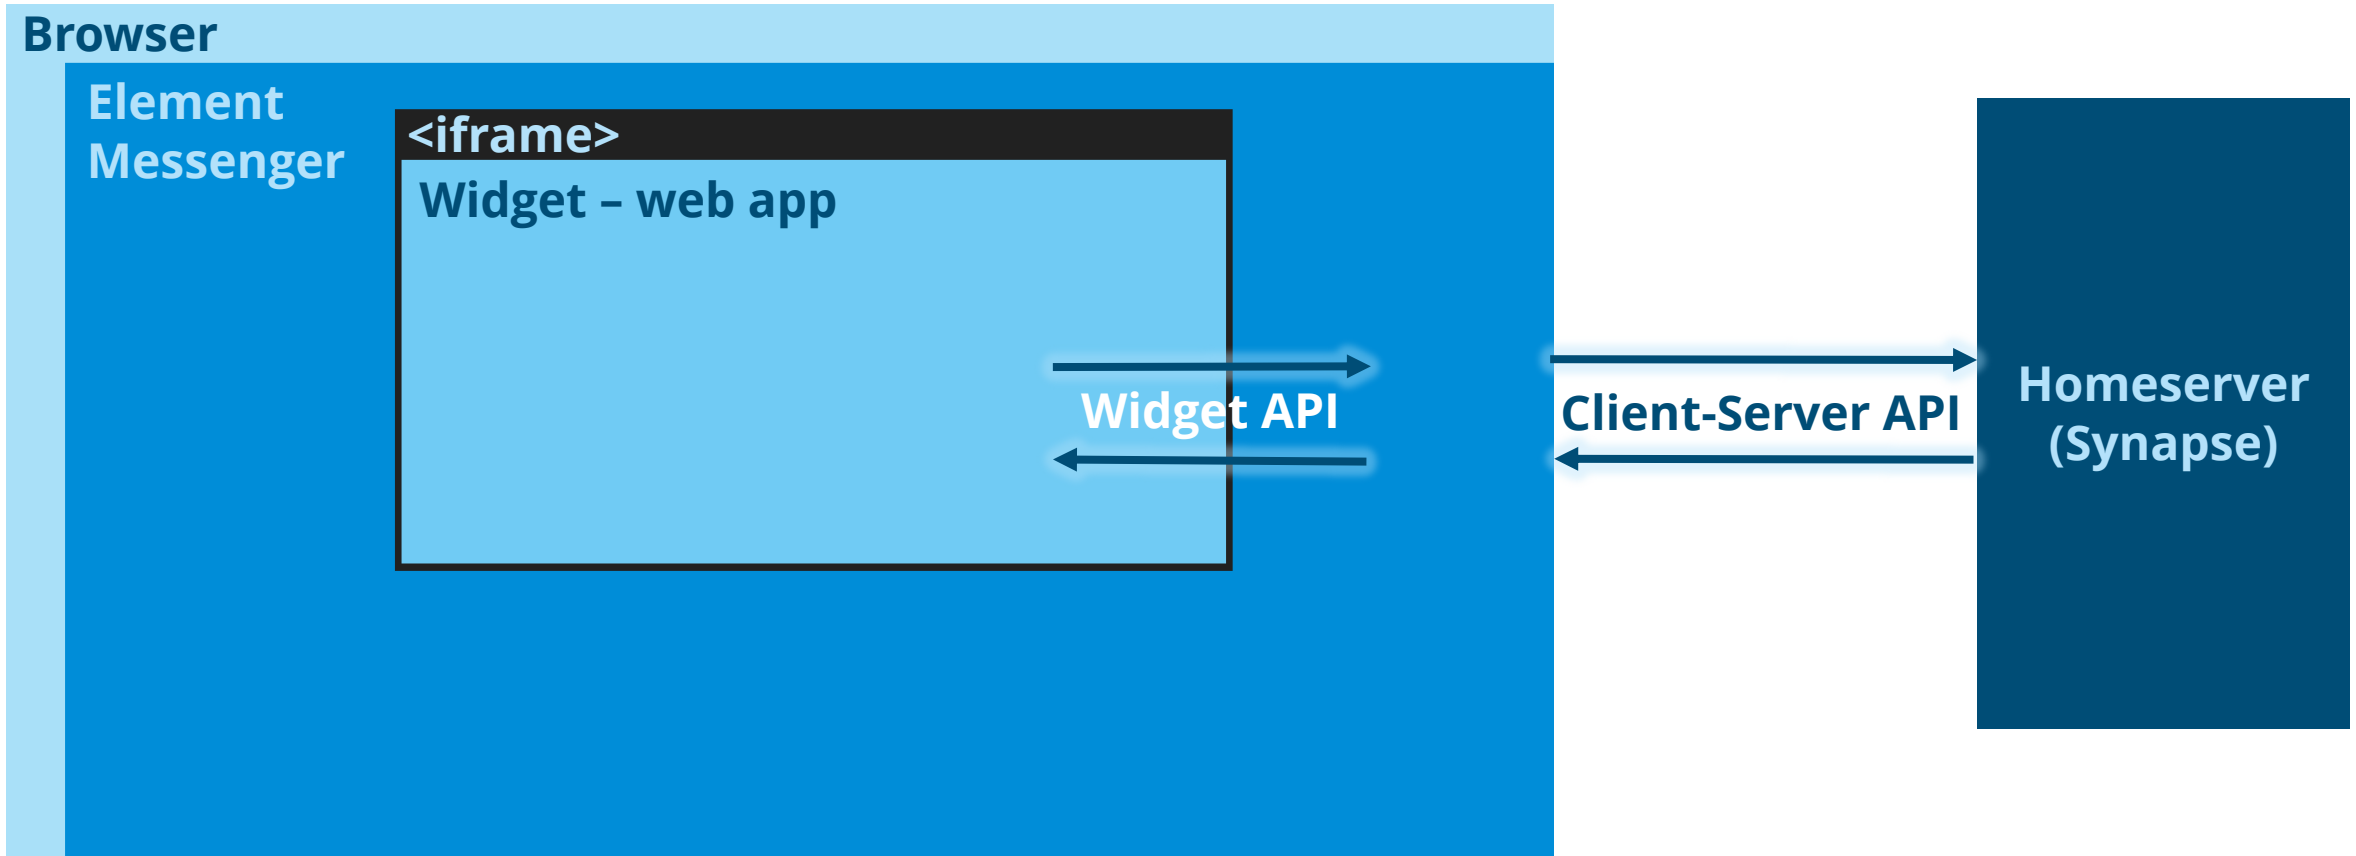 Browser
Element
Messenger
<iframe>
Widget – web app
Widget API
Client-Server API
Homeserver
(Synapse)